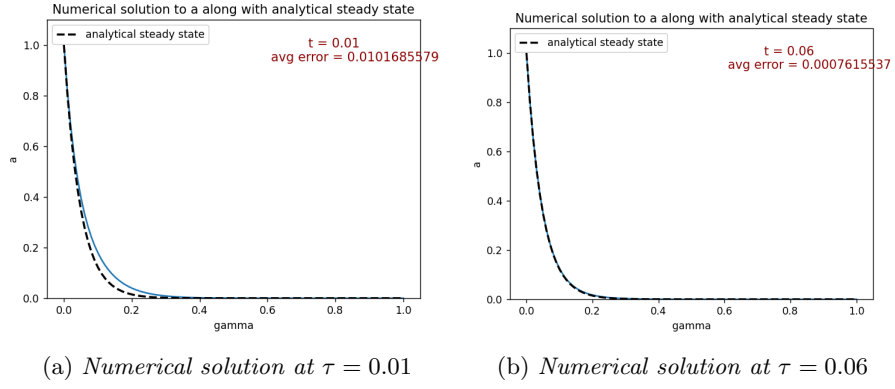 Numerical solution to a along with analytical steady state
analytical steady state
t = 0.01
avg error = 0.0101685579
1.0
0.8
0.6
0.4
0.2
0.0
a
0.0 0.2 0.4 0.6 0.8 1.0
gamma
(a) Numerical solution at τ = 0.01
Numerical solution to a along with analytical steady state
analytical steady state
t = 0.06
avg error = 0.0007615537
1.0
0.8
0.6
0.4
0.2
0.0
a
0.0 0.2 0.4 0.6 0.8 1.0
gamma
(b) Numerical solution at τ = 0.06